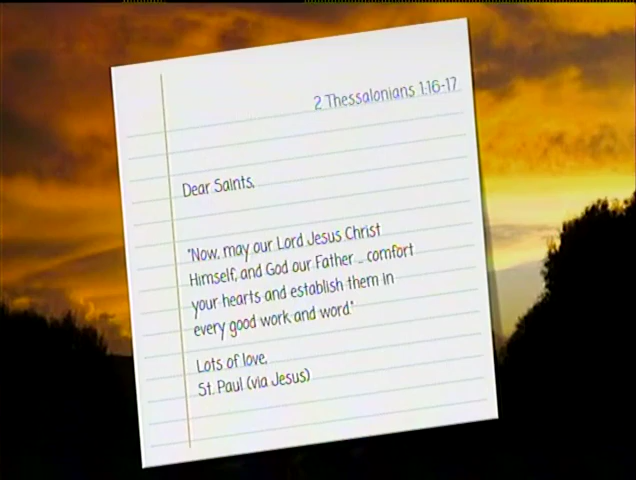 2 Thessalonians 1:16-17
Dear Saints,
"Now, may our Lord Jesus Christ
Himself, and God our Father ... comfort
your hearts and establish them in
every good work and word."
Lots of love,
St. Paul (via Jesus)